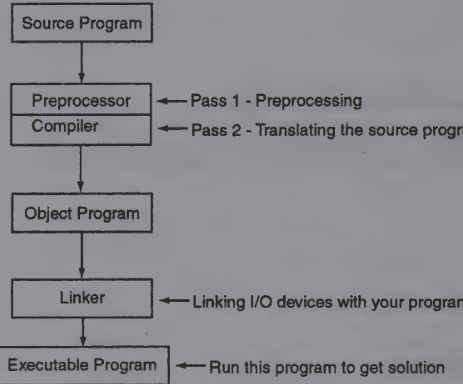 Source Program
Preprocessor
Pass 1 - Preprocessing
Compiler
Pass 2 - Translating the source
Object Program
Linker
Linking I/O devices with your
Executable Program
Run this program to get solution